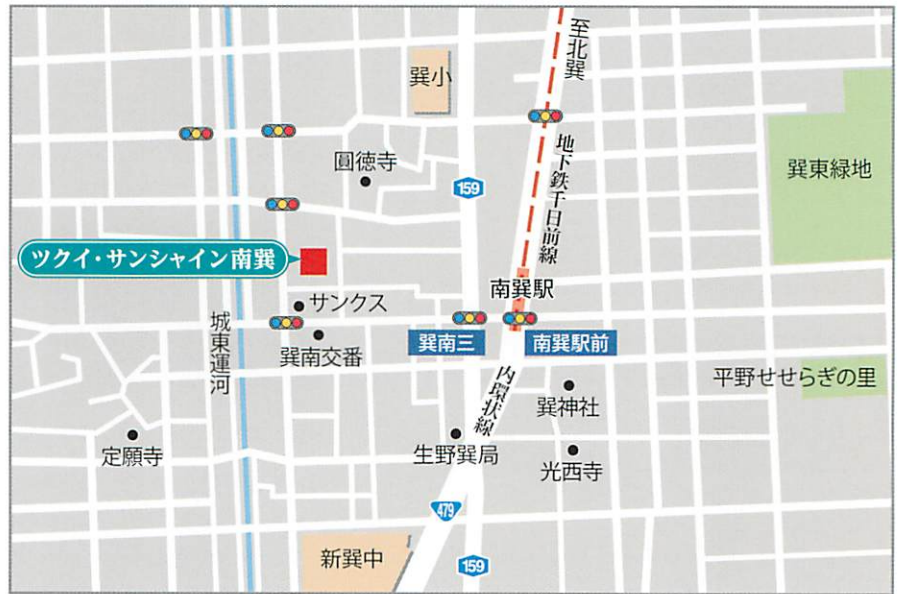 至北巽
巽小
地下鉄千日前線
圓徳寺
巽東緑地
159
ツクイ・サンシャイン南巽
南巽駅
サンクス
城東運河
巽南交番
巽南三
南巽駅前
内環状線
平野せせらぎの里
巽神社
定願寺
生野巽局
光西寺
479
新巽中
159